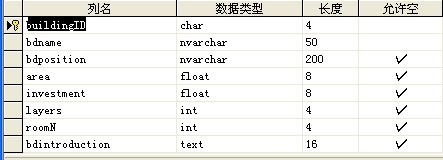 列名 数据类型 长度 允许空
buildingID char 4
bdname nvarchar 50
bdposition nvarchar 200 ✓
area float 8 ✓
investment float 8 ✓
layers int 4 ✓
roomN int 4 ✓
bdintroduction text 16 ✓